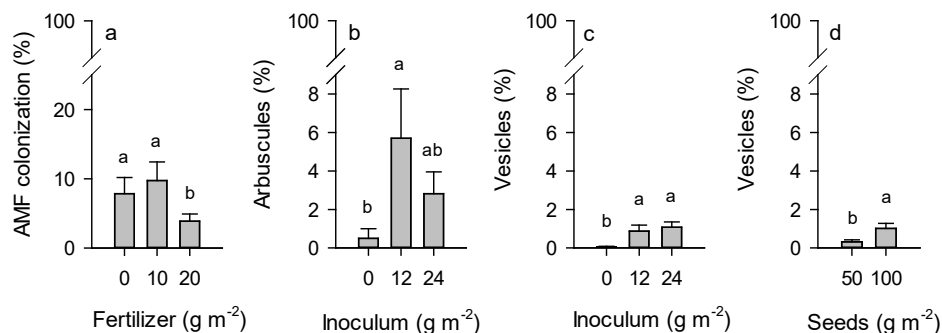 100
a
AMF colonization (%)
20
10
0
a
a
b
0 10 20
Fertilizer (g m-2)
100
b
Arbuscules (%)
8
6
4
2
0
b
a
ab
0 12 24
Inoculum (g m-2)
100
c
Vesicles (%)
8
6
4
2
0
b
a
a
0 12 24
Inoculum (g m-2)
100
d
Vesicles (%)
8
6
4
2
0
b
a
50 100
Seeds (g m-2)